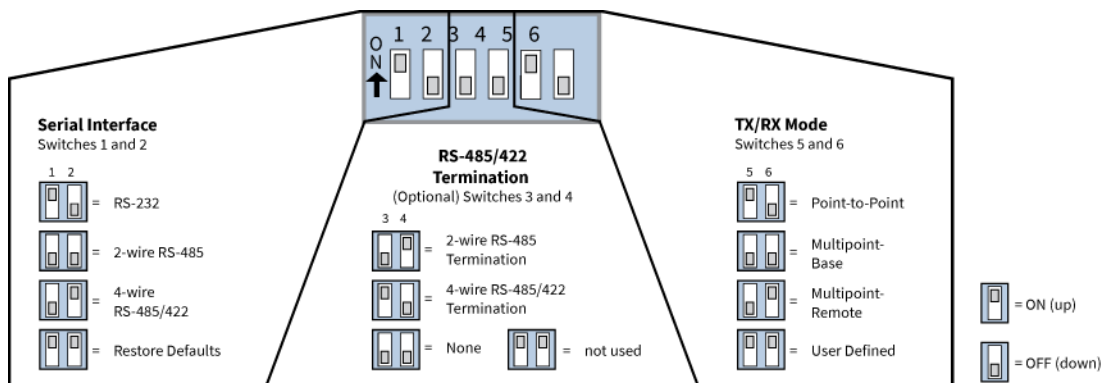 O
N
1 2 3 4 5 6
Serial Interface
Switches 1 and 2
1 2
= RS-232
= 2-wire RS-485
= 4-wire
RS-485/422
= Restore Defaults
RS-485/422
Termination
(Optional) Switches 3 and 4
3 4
= 2-wire RS-485
Termination
= 4-wire RS-485/422
Termination
= None
= not used
TX/RX Mode
Switches 5 and 6
5 6
= Point-to-Point
= Multipoint-
Base
= Multipoint-
Remote
= User Defined
= ON (up)
= OFF (down)